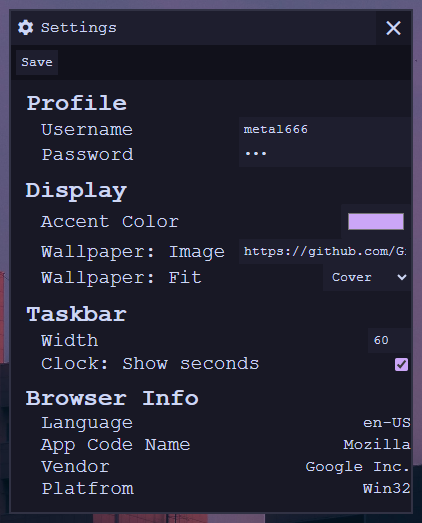 Settings
Save
Profile
Username metal666
Password •••
Display
Accent Color
Wallpaper: Image https://github.com/G
Wallpaper: Fit Cover
Taskbar
Width 60
Clock: Show seconds
Browser Info
Language en-US
App Code Name Mozilla
Vendor Google Inc.
Platfrom Win32